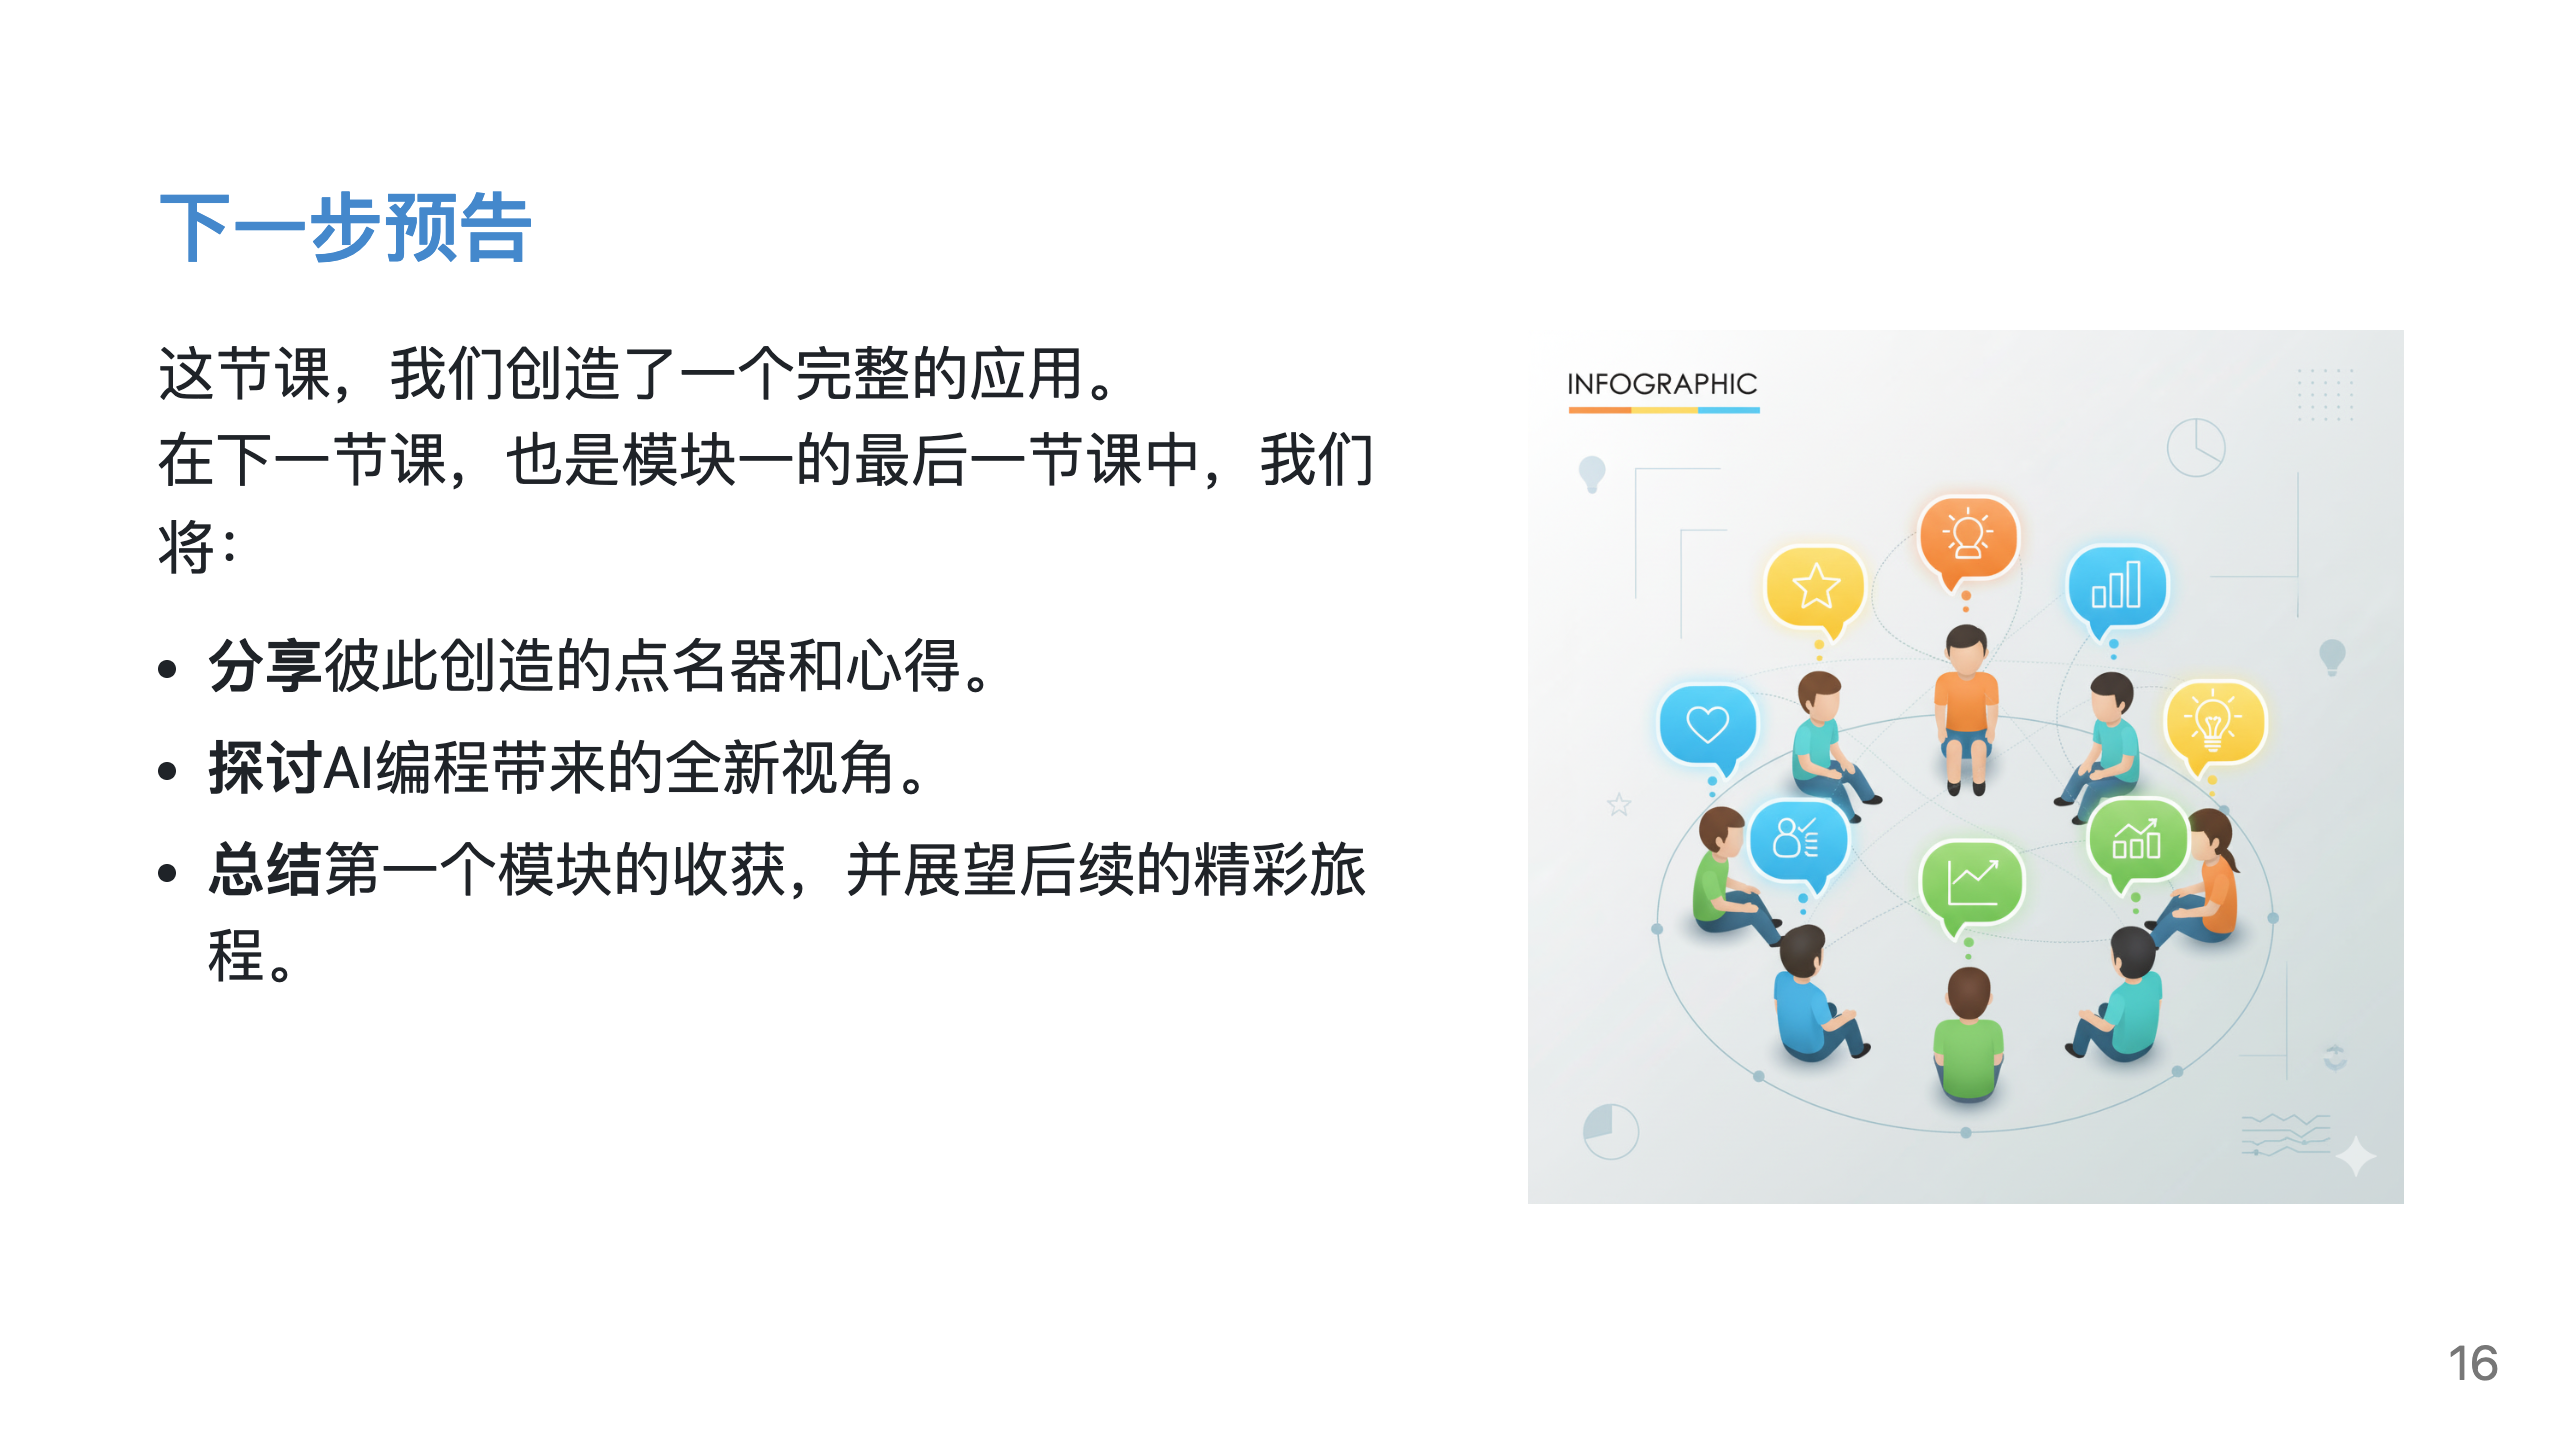 下一步预告
这节课，我们创造了一个完整的应用。
在下一节课，也是模块一的最后一节课中，我们
将：
• 分享彼此创造的点名器和心得。
• 探讨AI编程带来的全新视角。
• 总结第一个模块的收获，并展望后续的精彩旅
程。
INFOGRAPHIC
16